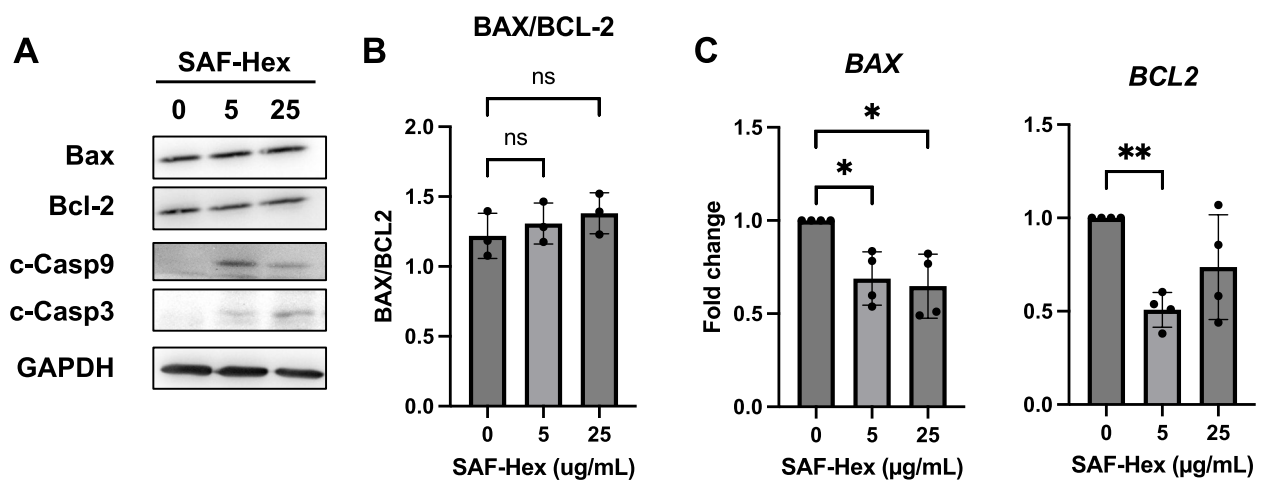 A
SAF-Hex
0 5 25
Bax
Bcl-2
c-Casp9
c-Casp3
GAPDH
B
BAX/BCL-2
ns
ns
BAX/BCL2
2.0
1.5
1.0
0.5
0.0
0 5 25
SAF-Hex (ug/mL)
C
BAX
*
*
Fold change
1.5
1.0
0.5
0.0
0 5 25
SAF-Hex (µg/mL)
BCL2
**
1.5
1.0
0.5
0.0
0 5 25
SAF-Hex (µg/mL)